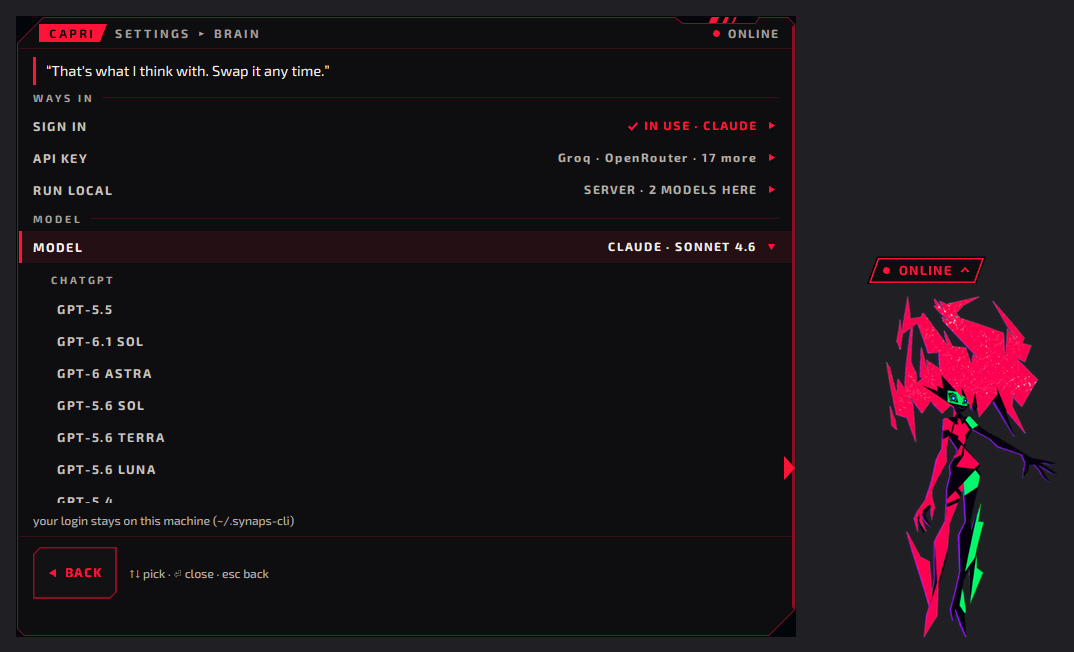 CAPRI SETTINGS ▸ BRAIN ● ONLINE
"That's what I think with. Swap it any time."
WAYS IN
SIGN IN ✓ IN USE · CLAUDE ▸
API KEY Groq · OpenRouter · 17 more ▸
RUN LOCAL SERVER · 2 MODELS HERE ▸
MODEL
MODEL CLAUDE · SONNET 4.6 ▾
CHATGPT
GPT-5.5
GPT-6.1 SOL
GPT-6 ASTRA
GPT-5.6 SOL
GPT-5.6 TERRA
GPT-5.6 LUNA
GPT-5.4
your login stays on this machine (~/.synaps-cli)
◂ BACK ↑↓ pick · ⏎ close · esc back
● ONLINE ^